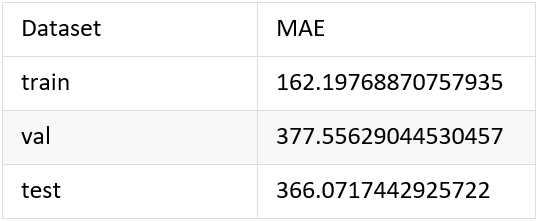 Dataset MAE
train 162.19768870757935
val 377.55629044530457
test 366.0717442925722